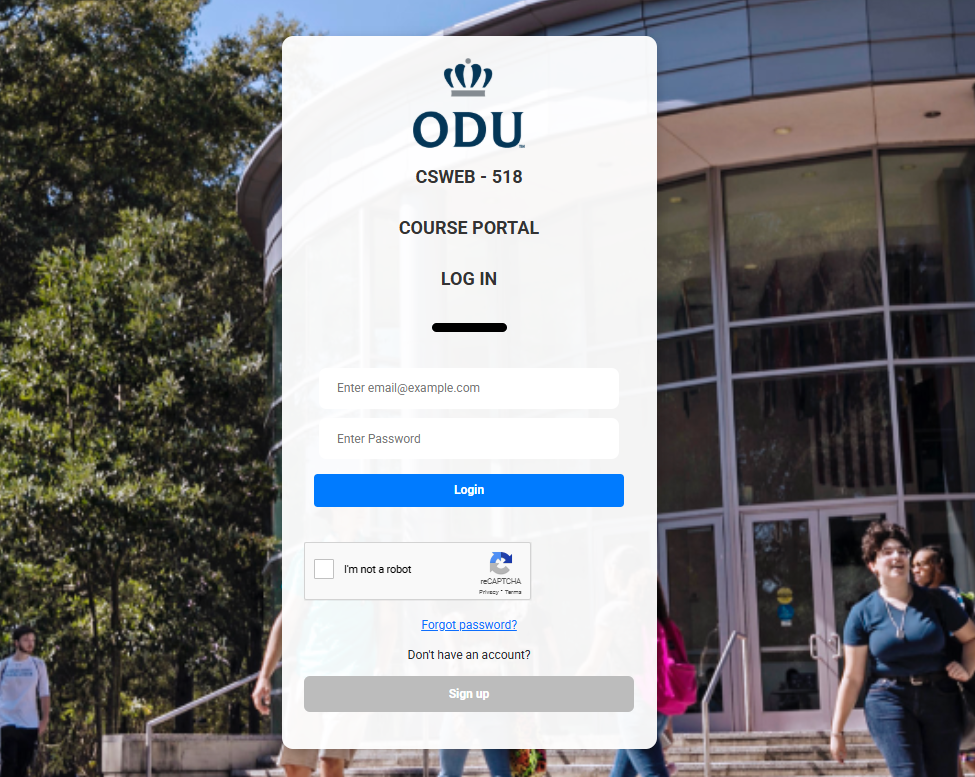 ODU
CSWEB - 518
COURSE PORTAL
LOG IN
Enter email@example.com
Enter Password
Login
I'm not a robot
reCAPTCHA
Privacy - Terms
Forgot password?
Don't have an account?
Sign up